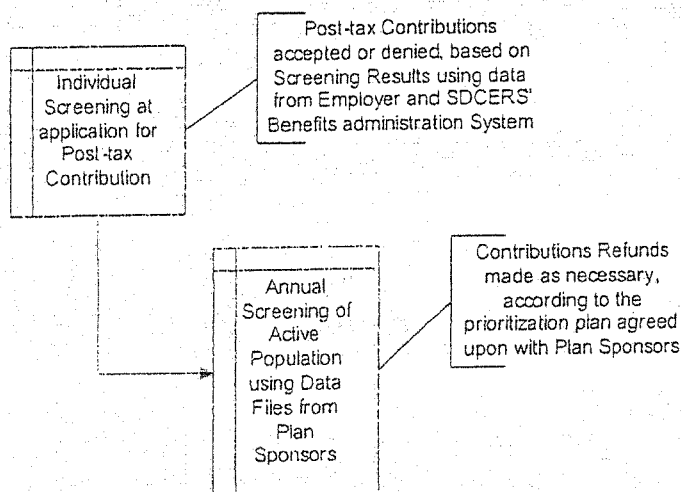 Individual
Screening at
application for
Post-tax
Contribution
Post-tax Contributions
accepted or denied, based on
Screening Results using data
from Employer and SDCERS'
Benefits administration System
Annual
Screening of
Active
Population
using Data
Files from
Plan
Sponsors
Contributions Refunds
made as necessary,
according to the
prioritization plan agreed
upon with Plan Sponsors